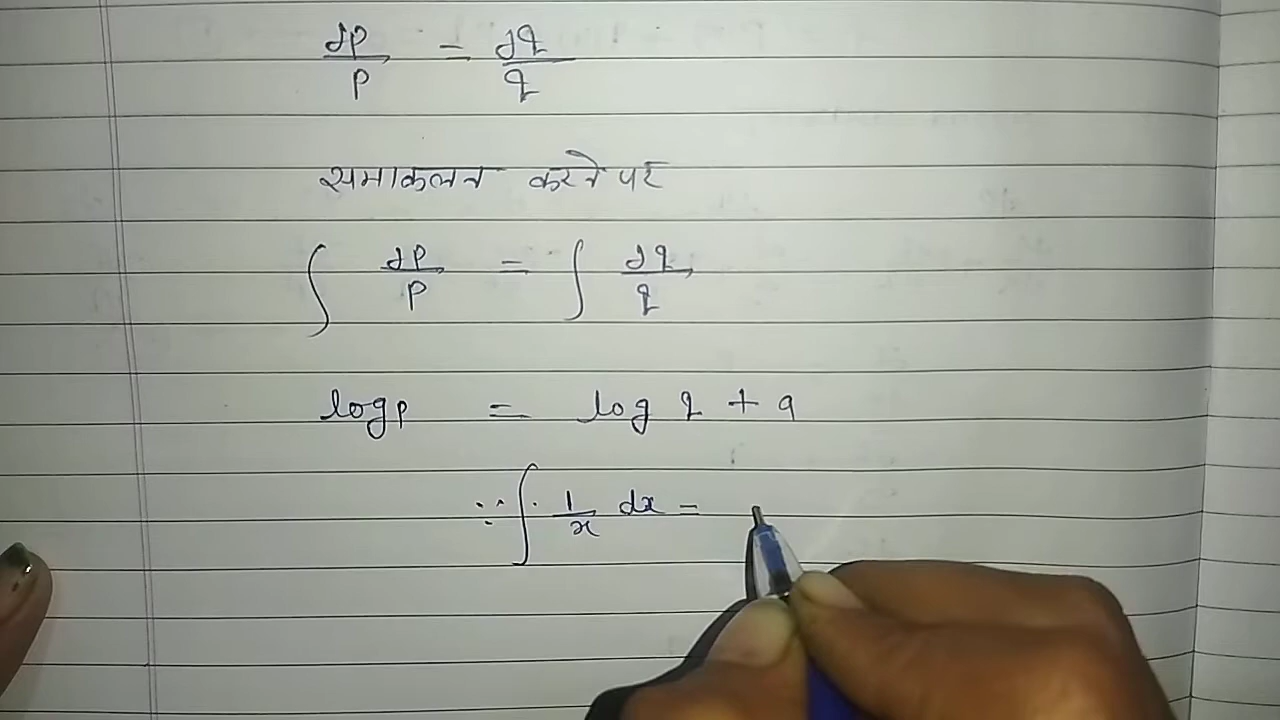 dp/p = dq/q
समाकलन करने पर
∫ dp/p = ∫ dq/q
log p = log q + a
∵ ∫ 1/x dx =